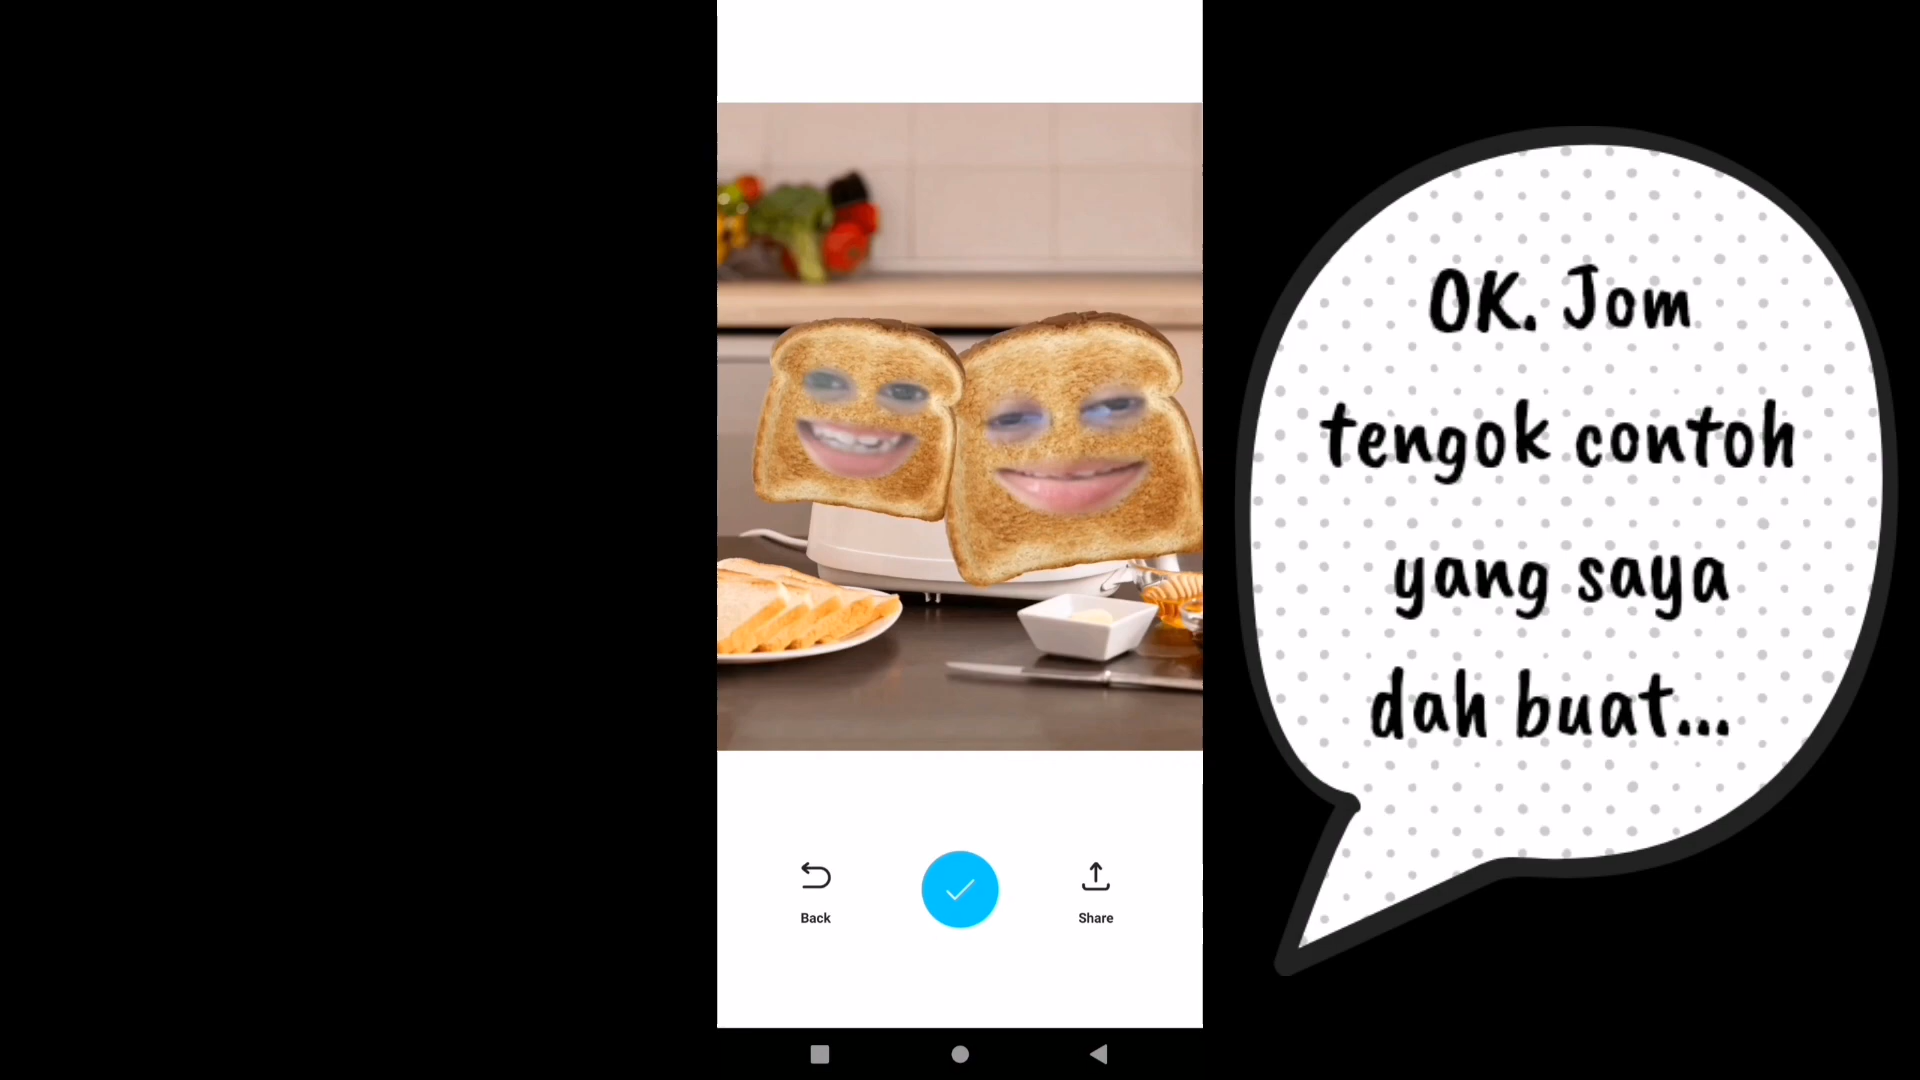 OK. Jom
tengok contoh
yang saya
dah buat...
Back
Share